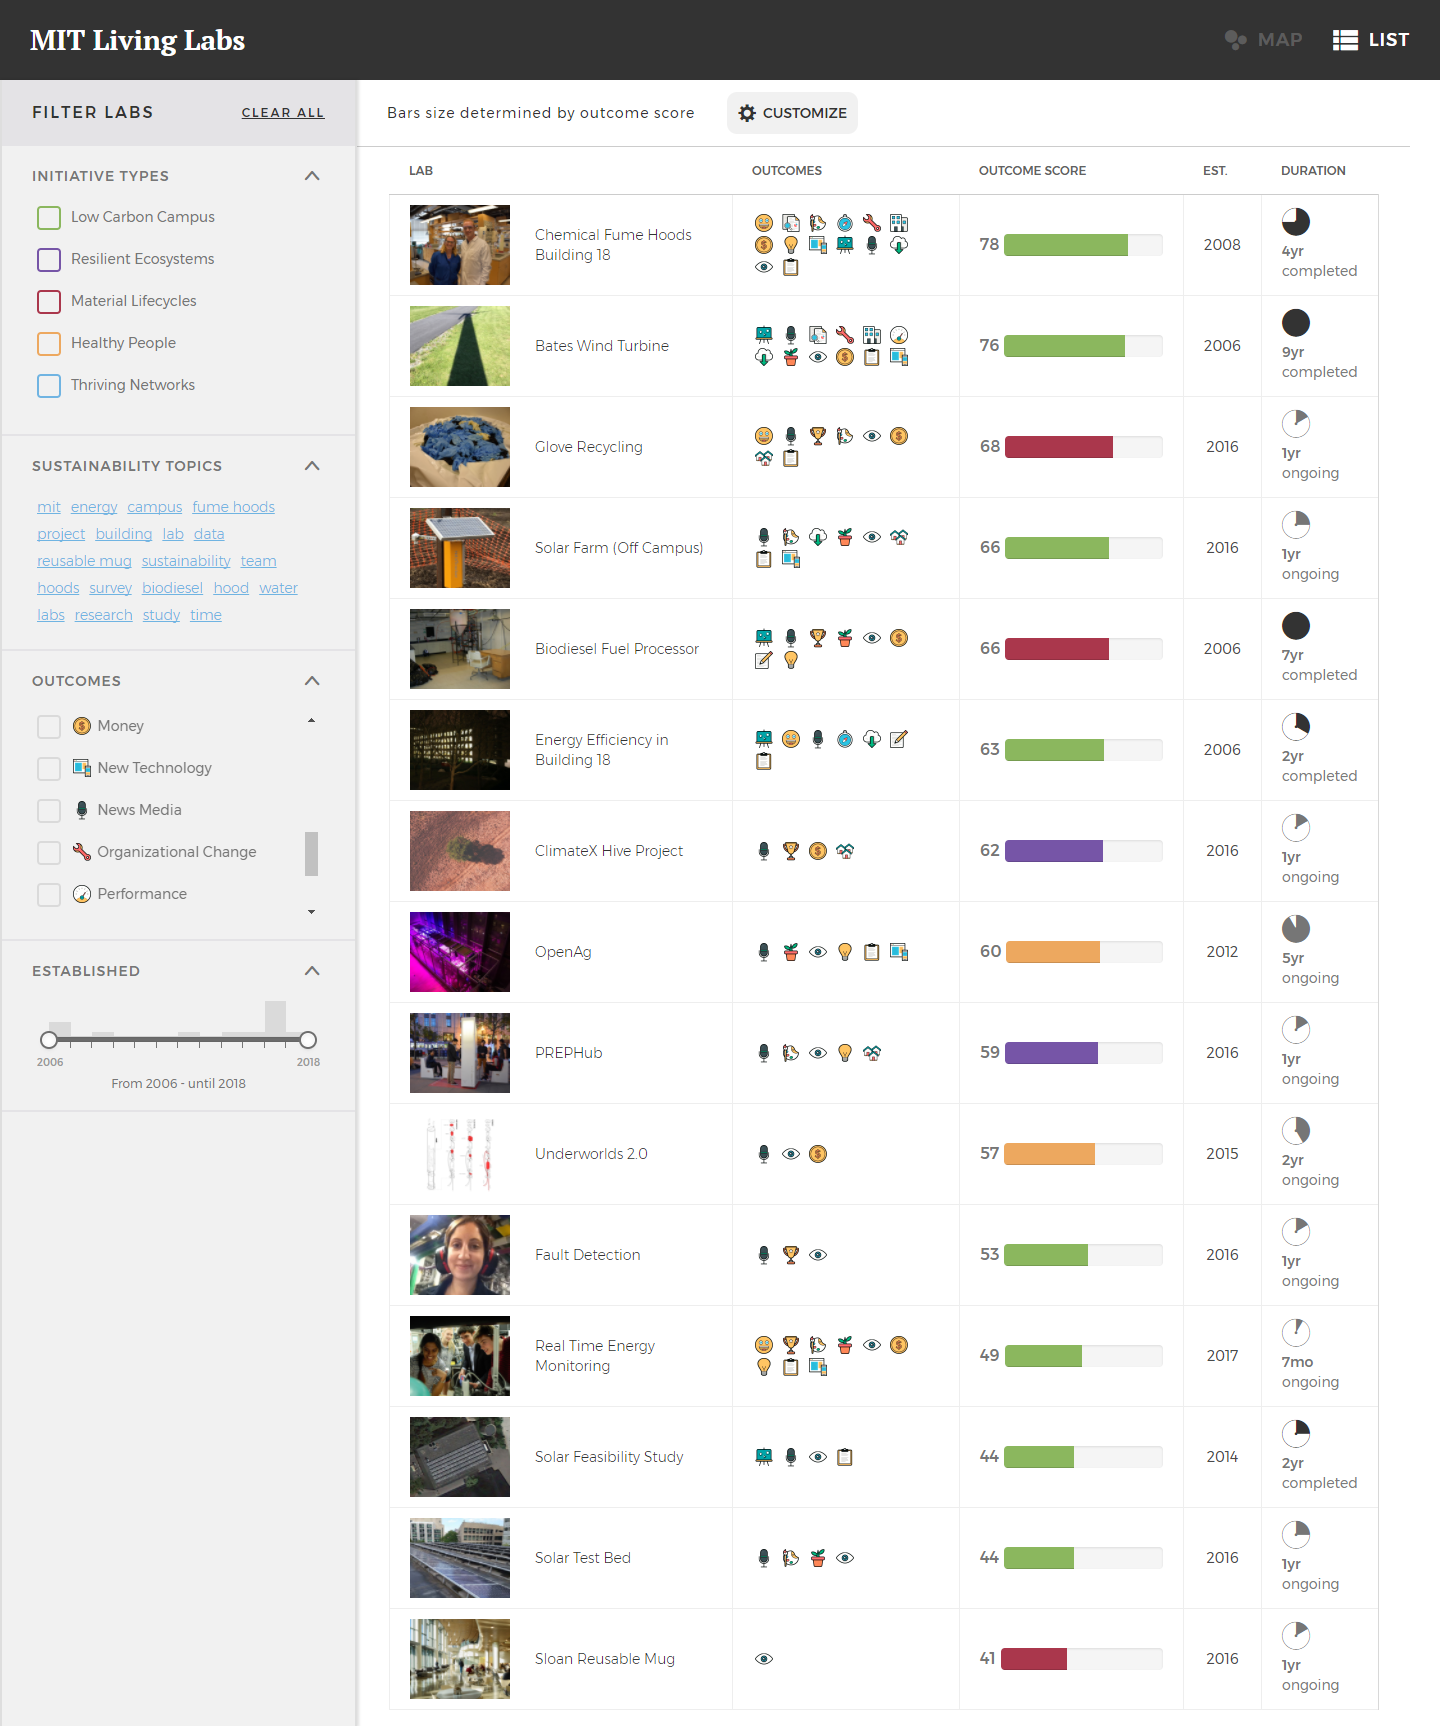 MIT Living Labs
MAP
LIST
FILTER LABS
CLEAR ALL
Bars size determined by outcome score
CUSTOMIZE
INITIATIVE TYPES
Low Carbon Campus
Resilient Ecosystems
Material Lifecycles
Healthy People
Thriving Networks
SUSTAINABILITY TOPICS
mit energy campus fume hoods
project building lab data
reusable mug sustainability team
hoods survey biodiesel hood water
labs research study time
OUTCOMES
Money
New Technology
News Media
Organizational Change
Performance
ESTABLISHED
2006 2018
From 2006 - until 2018
LAB OUTCOMES OUTCOME SCORE EST. DURATION
Chemical Fume Hoods
Building 18
78
2008
4yr
completed
Bates Wind Turbine
76
2006
9yr
completed
Glove Recycling
68
2016
1yr
ongoing
Solar Farm (Off Campus)
66
2016
1yr
ongoing
Biodiesel Fuel Processor
66
2006
7yr
completed
Energy Efficiency in
Building 18
63
2006
2yr
completed
ClimateX Hive Project
62
2016
1yr
ongoing
OpenAg
60
2012
5yr
ongoing
PREPHub
59
2016
1yr
ongoing
Underworlds 2.0
57
2015
2yr
ongoing
Fault Detection
53
2016
1yr
ongoing
Real Time Energy
Monitoring
49
2017
7mo
ongoing
Solar Feasibility Study
44
2014
2yr
completed
Solar Test Bed
44
2016
1yr
ongoing
Sloan Reusable Mug
41
2016
1yr
ongoing